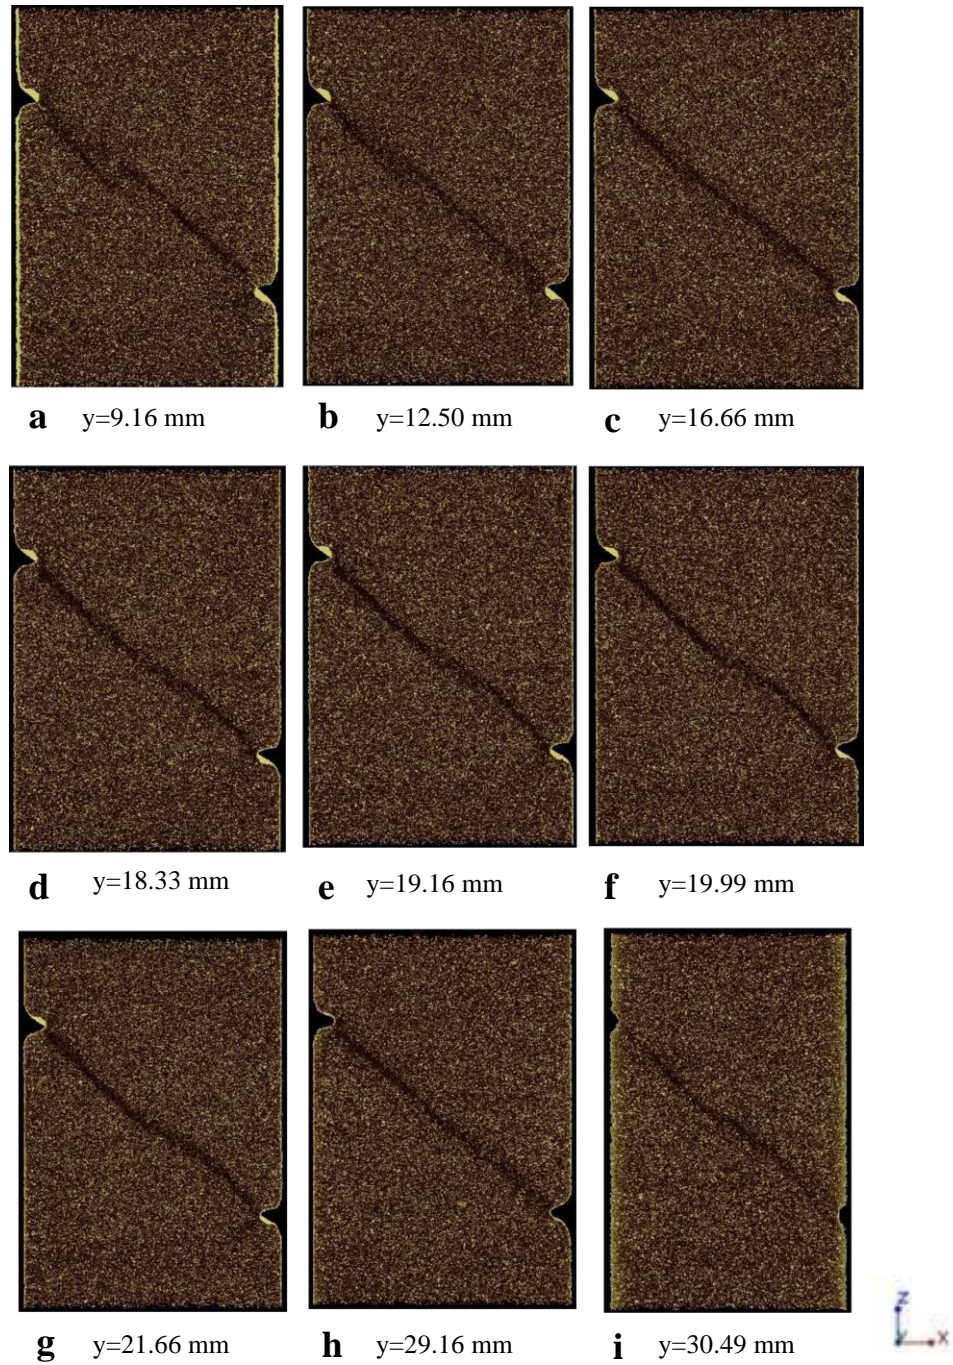 a y=9.16 mm b y=12.50 mm c y=16.66 mm
d y=18.33 mm e y=19.16 mm f y=19.99 mm
g y=21.66 mm h y=29.16 mm i y=30.49 mm
Z
Y X